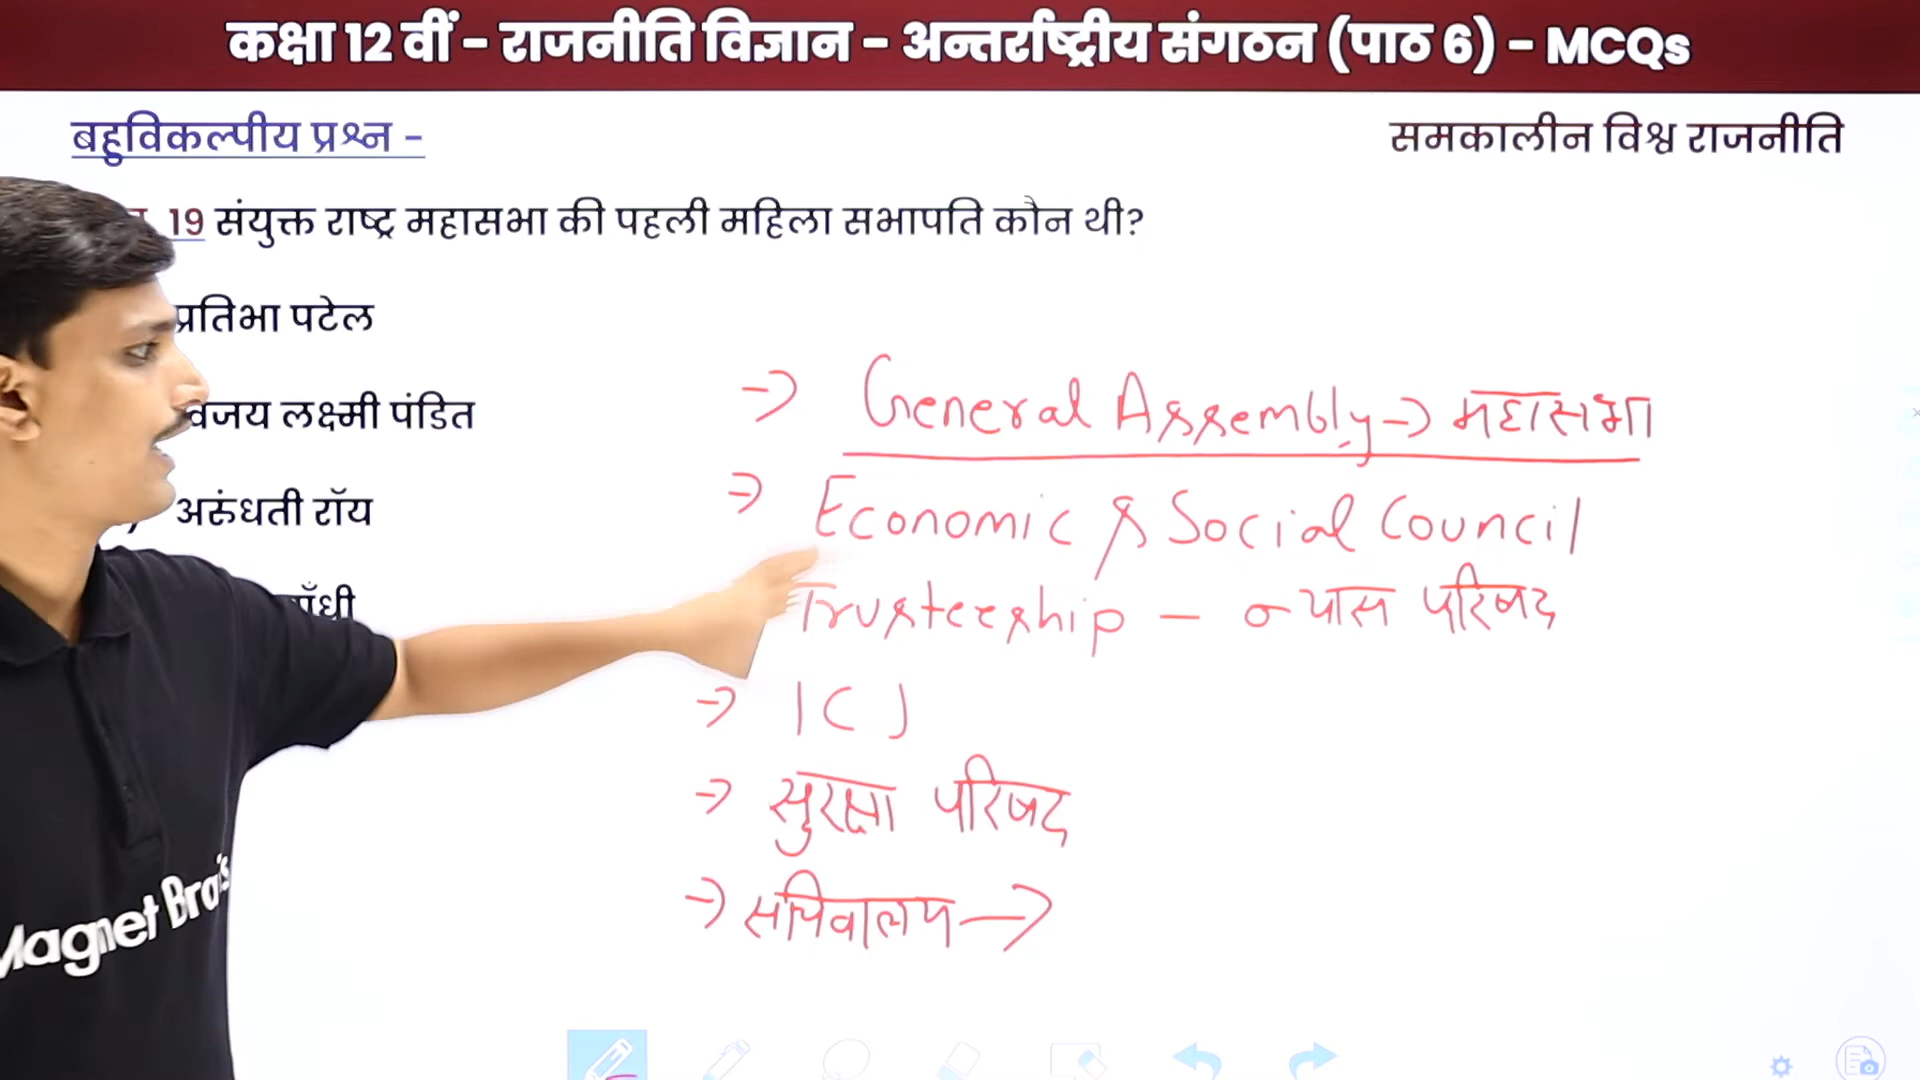 कक्षा 12 वीं - राजनीति विज्ञान - अन्तर्राष्ट्रीय संगठन (पाठ 6) - MCQs
बहुविकल्पीय प्रश्न -
समकालीन विश्व राजनीति
19 संयुक्त राष्ट्र महासभा की पहली महिला सभापति कौन थी?
प्रतिभा पटेल
विजय लक्ष्मी पंडित
अरुंधती रॉय
गाँधी
-> General Assembly -> महासभा
-> Economic & Social Council
Trusteeship - न्यास परिषद
-> ICJ
-> सुरक्षा परिषद
-> सचिवालय ->
Magnet Brains